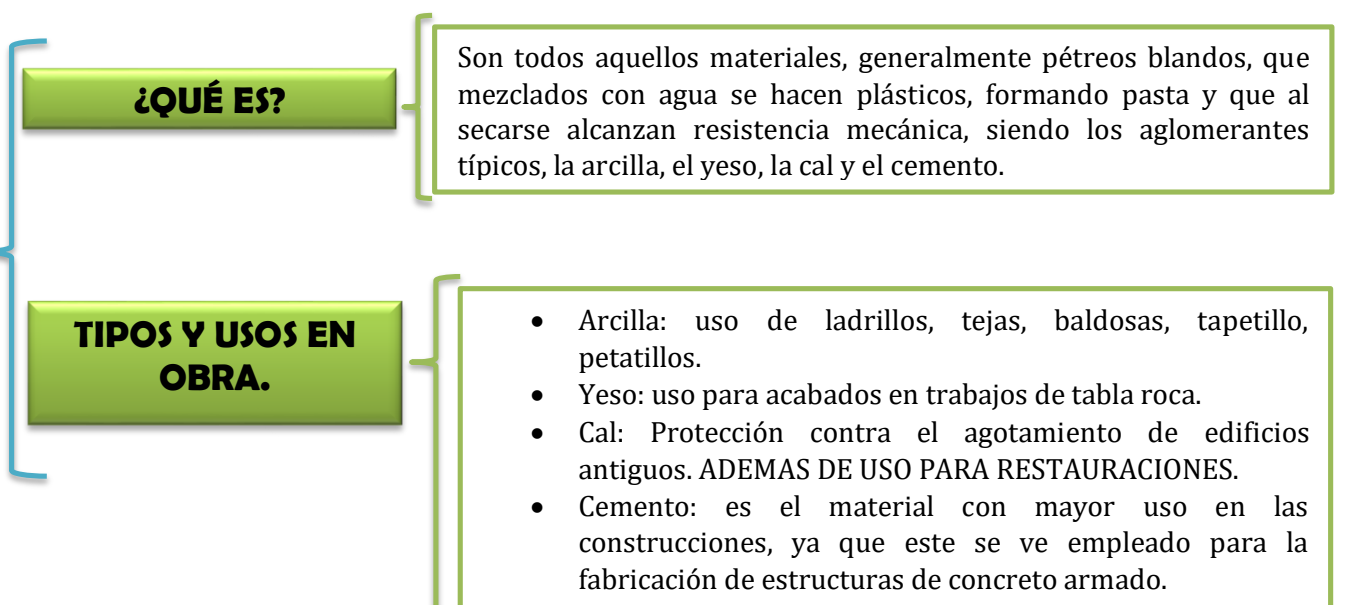 ¿QUÉ ES?
Son todos aquellos materiales, generalmente pétreos blandos, que
mezclados con agua se hacen plásticos, formando pasta y que al
secarse alcanzan resistencia mecánica, siendo los aglomerantes
típicos, la arcilla, el yeso, la cal y el cemento.
TIPOS Y USOS EN
OBRA.
• Arcilla: uso de ladrillos, tejas, baldosas, tapetillo,
petatillos.
• Yeso: uso para acabados en trabajos de tabla roca.
• Cal: Protección contra el agotamiento de edificios
antiguos. ADEMAS DE USO PARA RESTAURACIONES.
• Cemento: es el material con mayor uso en las
construcciones, ya que este se ve empleado para la
fabricación de estructuras de concreto armado.